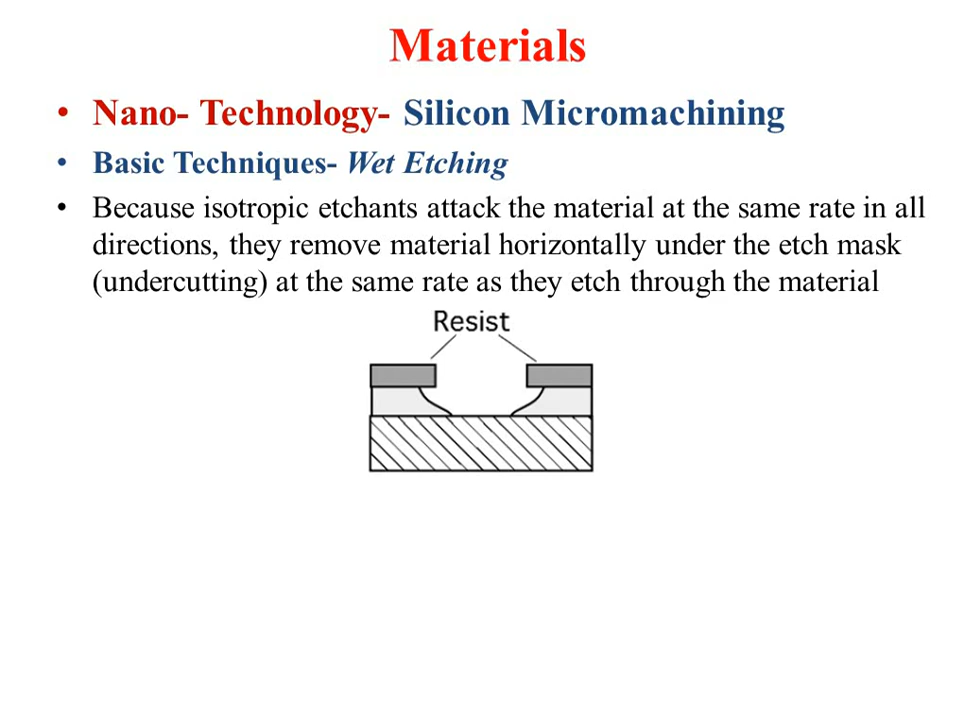 Materials
• Nano- Technology- Silicon Micromachining
• Basic Techniques- Wet Etching
• Because isotropic etchants attack the material at the same rate in all
directions, they remove material horizontally under the etch mask
(undercutting) at the same rate as they etch through the material
Resist